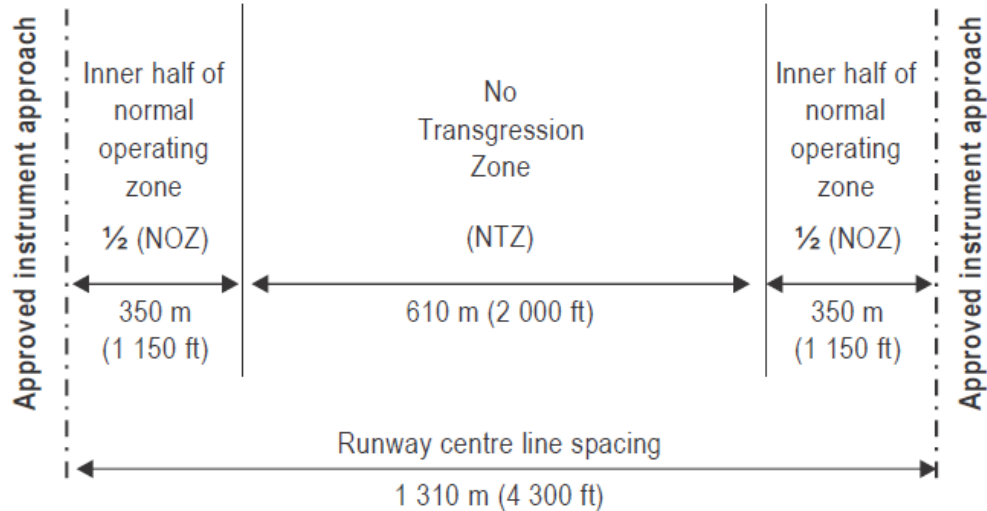 Approved instrument approach
Inner half of
normal
operating
zone
½ (NOZ)
350 m
(1 150 ft)
No
Transgression
Zone
(NTZ)
610 m (2 000 ft)
Inner half of
normal
operating
zone
½ (NOZ)
350 m
(1 150 ft)
Approved instrument approach
Runway centre line spacing
1 310 m (4 300 ft)